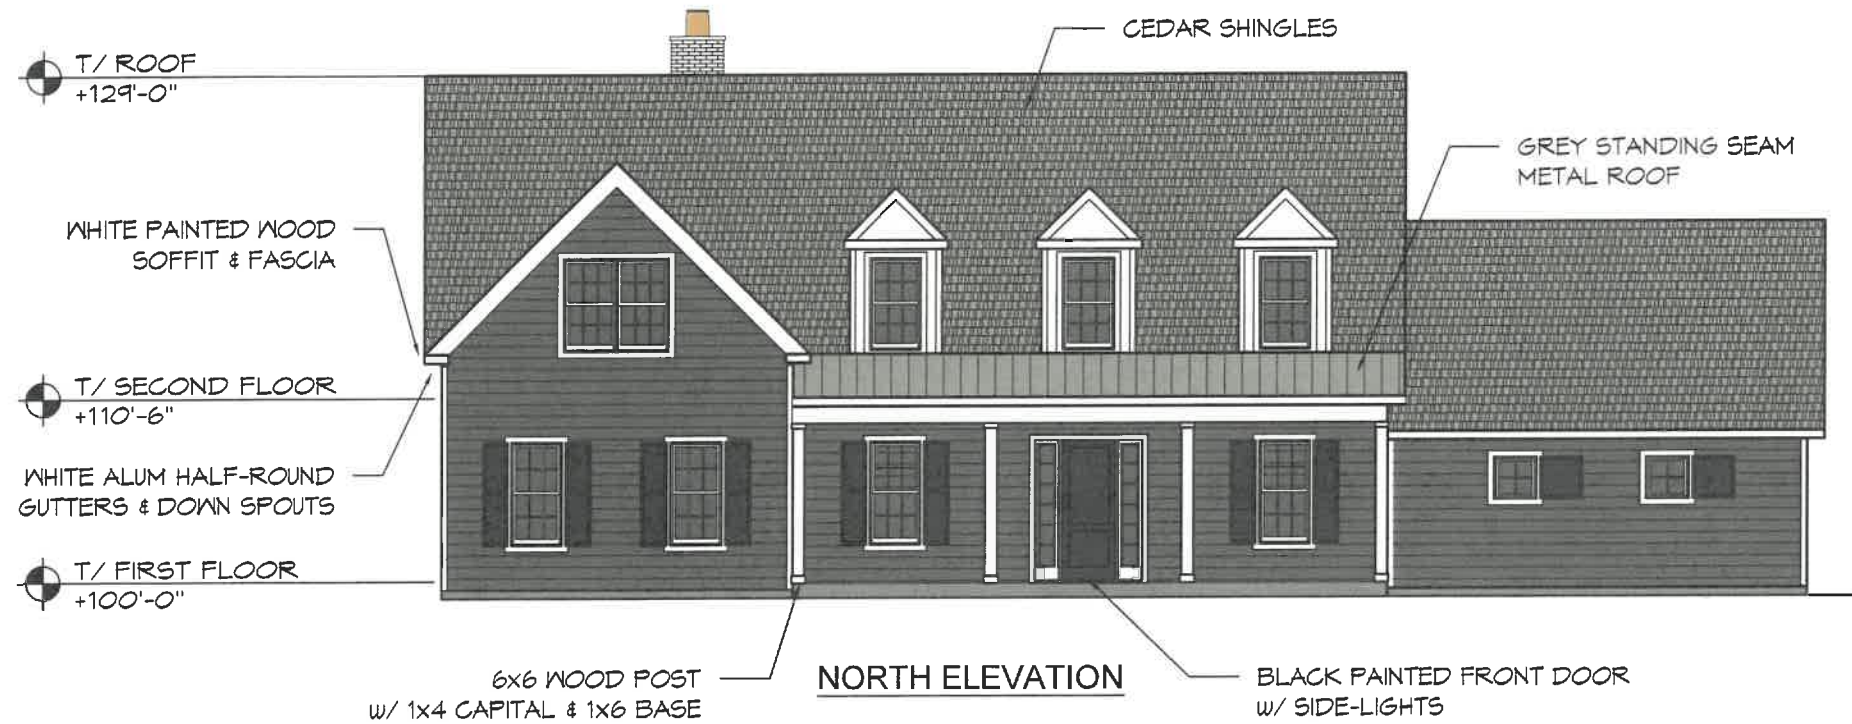 CEDAR SHINGLES
T/ ROOF
+129'-0"
GREY STANDING SEAM
METAL ROOF
WHITE PAINTED WOOD
SOFFIT & FASCIA
T/ SECOND FLOOR
+110'-6"
WHITE ALUM HALF-ROUND
GUTTERS & DOWN SPOUTS
T/ FIRST FLOOR
+100'-0"
6x6 WOOD POST
W/ 1x4 CAPITAL & 1x6 BASE
NORTH ELEVATION
BLACK PAINTED FRONT DOOR
W/ SIDE-LIGHTS